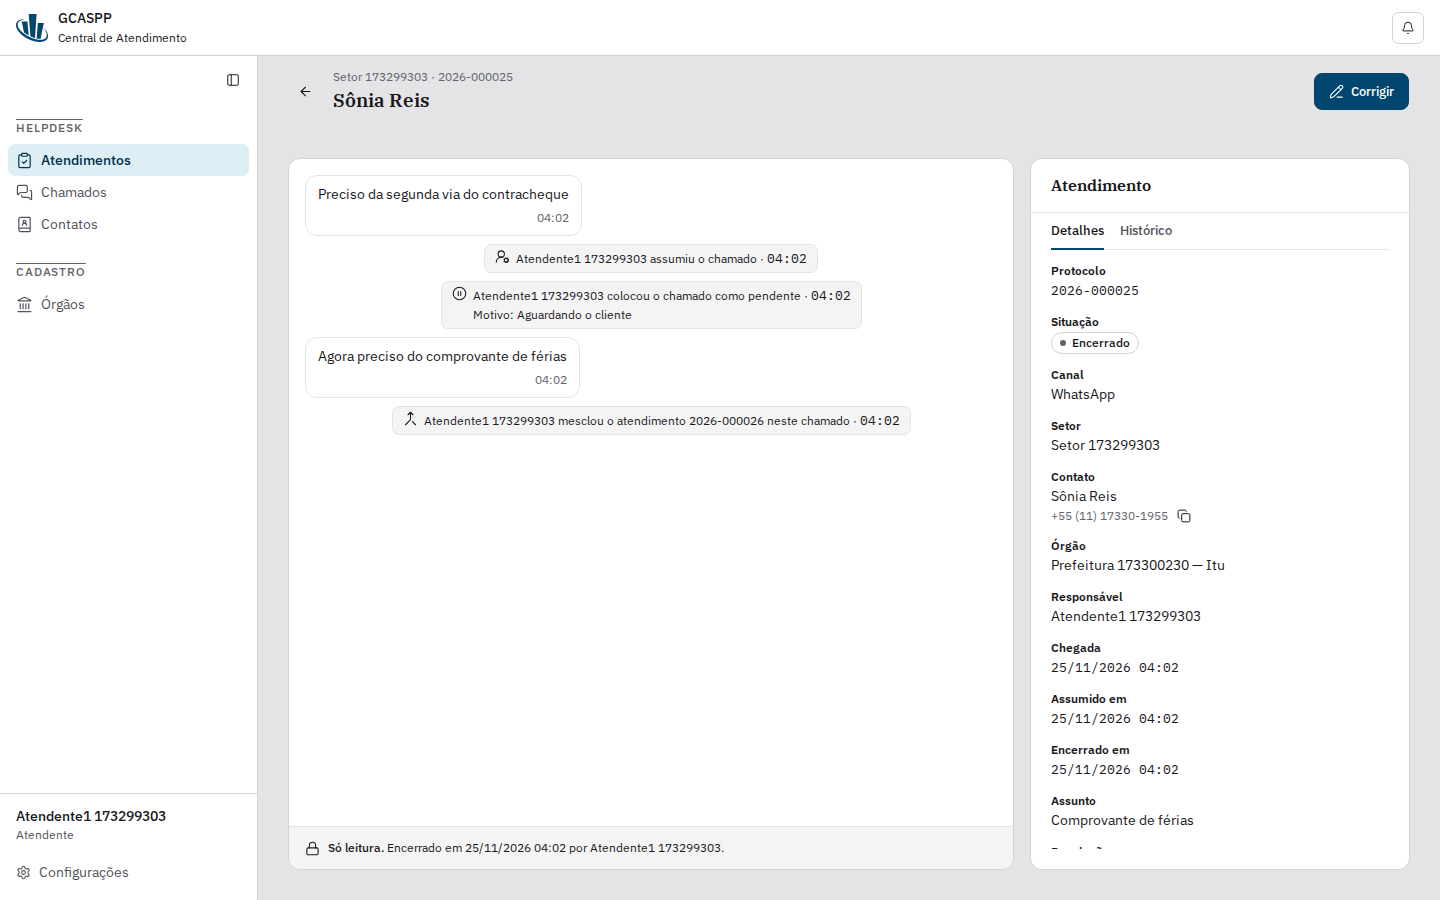 GCASPP
Central de Atendimento
HELPDESK
Atendimentos
Chamados
Contatos
CADASTRO
Órgãos
Atendente1 173299303
Atendente
Configurações
Setor 173299303 · 2026-000025
Sônia Reis
Corrigir
Preciso da segunda via do contracheque
04:02
Atendente1 173299303 assumiu o chamado · 04:02
Atendente1 173299303 colocou o chamado como pendente · 04:02
Motivo: Aguardando o cliente
Agora preciso do comprovante de férias
04:02
Atendente1 173299303 mesclou o atendimento 2026-000026 neste chamado · 04:02
Só leitura. Encerrado em 25/11/2026 04:02 por Atendente1 173299303.
Atendimento
Detalhes Histórico
Protocolo
2026-000025
Situação
Encerrado
Canal
WhatsApp
Setor
Setor 173299303
Contato
Sônia Reis
+55 (11) 17330-1955
Órgão
Prefeitura 173300230 — Itu
Responsável
Atendente1 173299303
Chegada
25/11/2026 04:02
Assumido em
25/11/2026 04:02
Encerrado em
25/11/2026 04:02
Assunto
Comprovante de férias